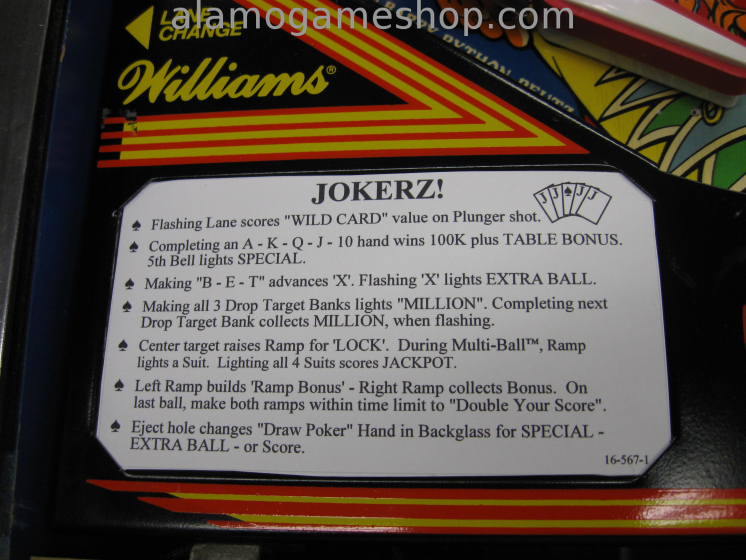 alamogameshop.com
LANE
CHANGE
Williams®
JOKERZ!
J J ♠ J J
♠ Flashing Lane scores "WILD CARD" value on Plunger shot.
♠ Completing an A - K - Q - J - 10 hand wins 100K plus TABLE BONUS.
5th Bell lights SPECIAL.
♠ Making "B - E - T" advances 'X'. Flashing 'X' lights EXTRA BALL.
♠ Making all 3 Drop Target Banks lights "MILLION". Completing next
Drop Target Bank collects MILLION, when flashing.
♠ Center target raises Ramp for 'LOCK'. During Multi-Ball™, Ramp
lights a Suit. Lighting all 4 Suits scores JACKPOT.
♠ Left Ramp builds 'Ramp Bonus' - Right Ramp collects Bonus. On
last ball, make both ramps within time limit to "Double Your Score".
♠ Eject hole changes "Draw Poker" Hand in Backglass for SPECIAL -
EXTRA BALL - or Score.
16-567-1